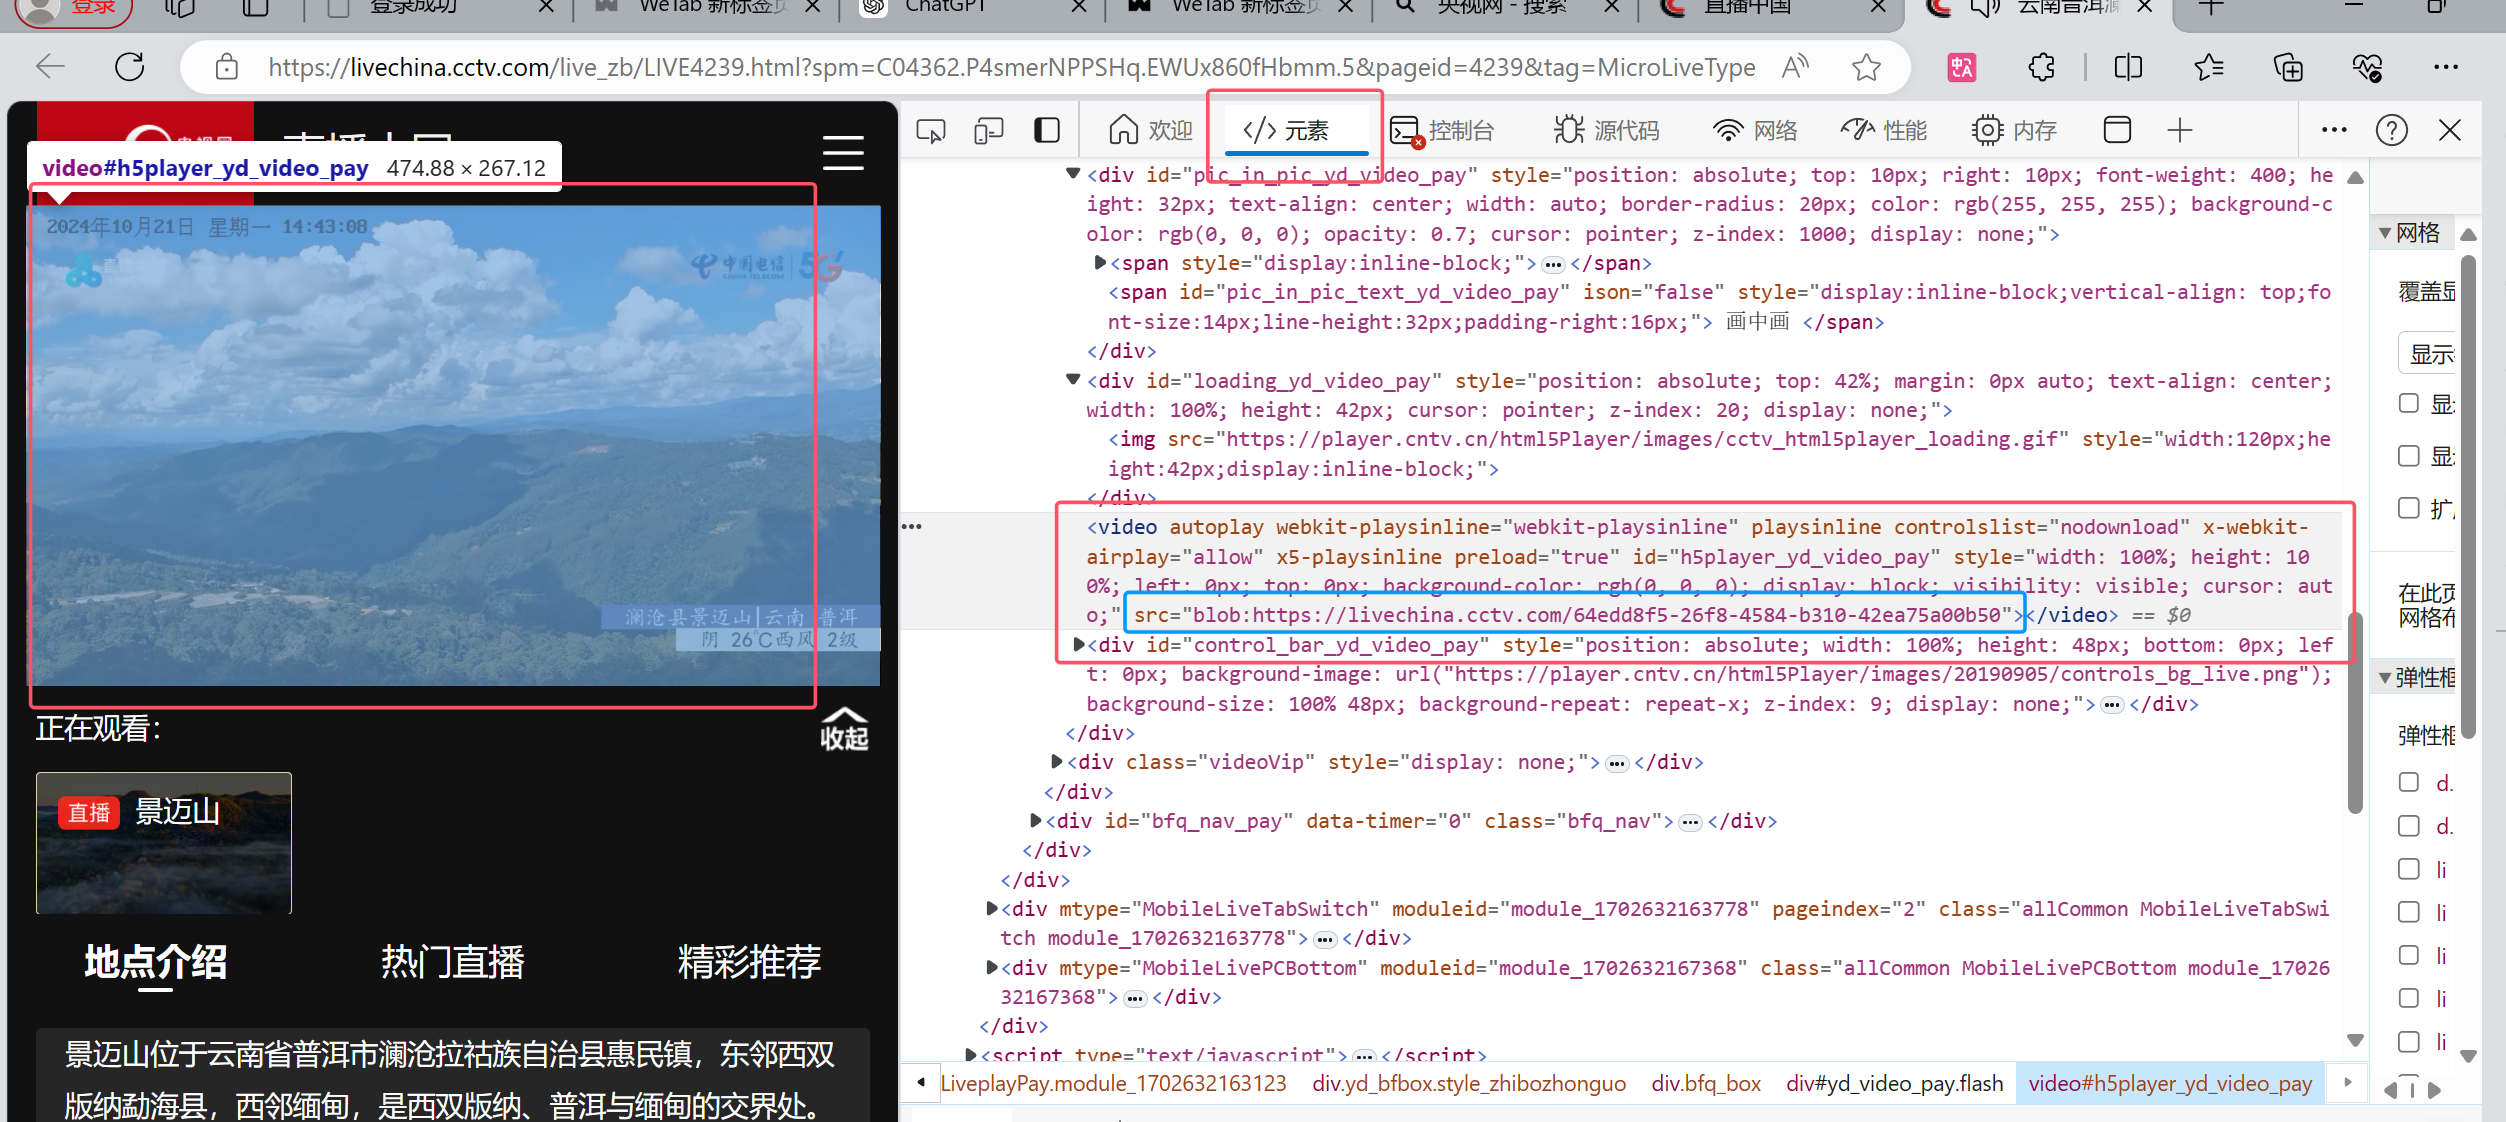 登录
登录成功
WeTab 新标签页
ChatGPT
WeTab 新标签页
央视网 - 搜索
直播中国
云南普洱澜
https://livechina.cctv.com/live_zb/LIVE4239.html?spm=C04362.P4smerNPPSHq.EWUx860fHbmm.5&pageid=4239&tag=MicroLiveType
video#h5player_yd_video_pay 474.88 × 267.12
2024年10月21日 星期一 14:43:08
中国电信 5G
CHINA TELECOM
澜沧县景迈山|云南 普洱
阴 26℃西风 2级
正在观看：
收起
直播 景迈山
地点介绍 热门直播 精彩推荐
景迈山位于云南省普洱市澜沧拉祜族自治县惠民镇，东邻西双
版纳勐海县，西邻缅甸，是西双版纳、普洱与缅甸的交界处。
欢迎 </> 元素 控制台 源代码 网络 性能 内存
<div id="pic_in_pic_yd_video_pay" style="position: absolute; top: 10px; right: 10px; font-weight: 400; he
ight: 32px; text-align: center; width: auto; border-radius: 20px; color: rgb(255, 255, 255); background-c
olor: rgb(0, 0, 0); opacity: 0.7; cursor: pointer; z-index: 1000; display: none;">
<span style="display:inline-block;">…</span>
<span id="pic_in_pic_text_yd_video_pay" ison="false" style="display:inline-block;vertical-align: top;fo
nt-size:14px;line-height:32px;padding-right:16px;"> 画中画 </span>
</div>
<div id="loading_yd_video_pay" style="position: absolute; top: 42%; margin: 0px auto; text-align: center;
width: 100%; height: 42px; cursor: pointer; z-index: 20; display: none;">
<img src="https://player.cntv.cn/html5Player/images/cctv_html5player_loading.gif" style="width:120px;he
ight:42px;display:inline-block;">
</div>
<video autoplay webkit-playsinline="webkit-playsinline" playsinline controlslist="nodownload" x-webkit-
airplay="allow" x5-playsinline preload="true" id="h5player_yd_video_pay" style="width: 100%; height: 10
0%; left: 0px; top: 0px; background-color: rgb(0, 0, 0); display: block; visibility: visible; cursor: aut
o;" src="blob:https://livechina.cctv.com/64edd8f5-26f8-4584-b310-42ea75a00b50"></video> == $0
<div id="control_bar_yd_video_pay" style="position: absolute; width: 100%; height: 48px; bottom: 0px; lef
t: 0px; background-image: url("https://player.cntv.cn/html5Player/images/20190905/controls_bg_live.png");
background-size: 100% 48px; background-repeat: repeat-x; z-index: 9; display: none;">…</div>
</div>
<div class="videoVip" style="display: none;">…</div>
</div>
<div id="bfq_nav_pay" data-timer="0" class="bfq_nav">…</div>
</div>
</div>
<div mtype="MobileLiveTabSwitch" moduleid="module_1702632163778" pageindex="2" class="allCommon MobileLiveTabSwi
tch module_1702632163778">…</div>
<div mtype="MobileLivePCBottom" moduleid="module_1702632167368" class="allCommon MobileLivePCBottom module_17026
32167368">…</div>
</div>
<script type="text/javascript">…</script>
LiveplayPay.module_1702632163123 div.yd_bfbox.style_zhibozhonguo div.bfq_box div#yd_video_pay.flash video#h5player_yd_video_pay
网格
覆盖显
显示
显
显
扩
在此页
网格布
弹性框
弹性框
d.
d.
li
li
li
li
li